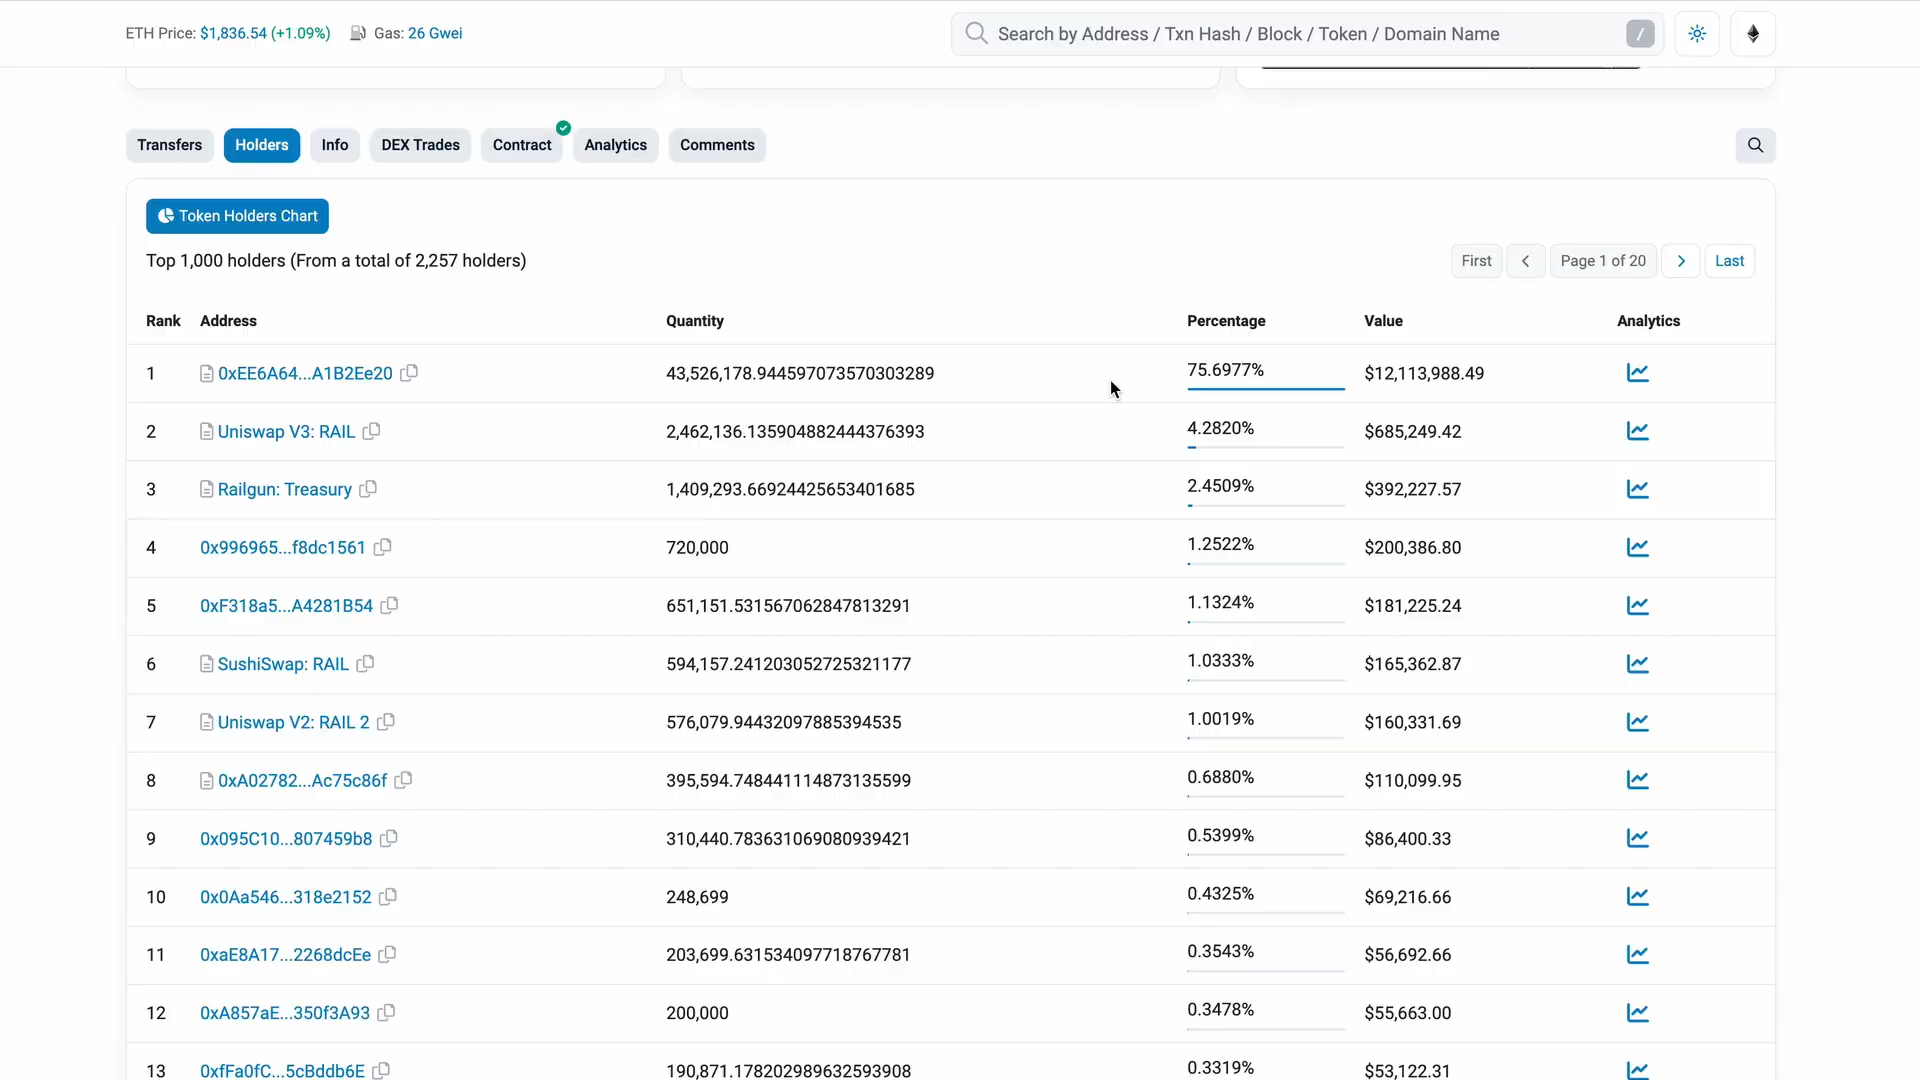 ETH Price: $1,836.54 (+1.09%) Gas: 26 Gwei
Search by Address / Txn Hash / Block / Token / Domain Name /
Transfers Holders Info DEX Trades Contract Analytics Comments
Token Holders Chart
Top 1,000 holders (From a total of 2,257 holders)
First Page 1 of 20 Last
Rank Address Quantity Percentage Value Analytics
1 0xEE6A64...A1B2Ee20 43,526,178.944597073570303289 75.6977% $12,113,988.49
2 Uniswap V3: RAIL 2,462,136.135904882444376393 4.2820% $685,249.42
3 Railgun: Treasury 1,409,293.66924425653401685 2.4509% $392,227.57
4 0x996965...f8dc1561 720,000 1.2522% $200,386.80
5 0xF318a5...A4281B54 651,151.531567062847813291 1.1324% $181,225.24
6 SushiSwap: RAIL 594,157.241203052725321177 1.0333% $165,362.87
7 Uniswap V2: RAIL 2 576,079.94432097885394535 1.0019% $160,331.69
8 0xA02782...Ac75c86f 395,594.748441114873135599 0.6880% $110,099.95
9 0x095C10...807459b8 310,440.783631069080939421 0.5399% $86,400.33
10 0x0Aa546...318e2152 248,699 0.4325% $69,216.66
11 0xaE8A17...2268dcEe 203,699.631534097718767781 0.3543% $56,692.66
12 0xA857aE...350f3A93 200,000 0.3478% $55,663.00
13 0xfFa0fC...5cBddb6E 190,871.178202989632593908 0.3319% $53,122.31